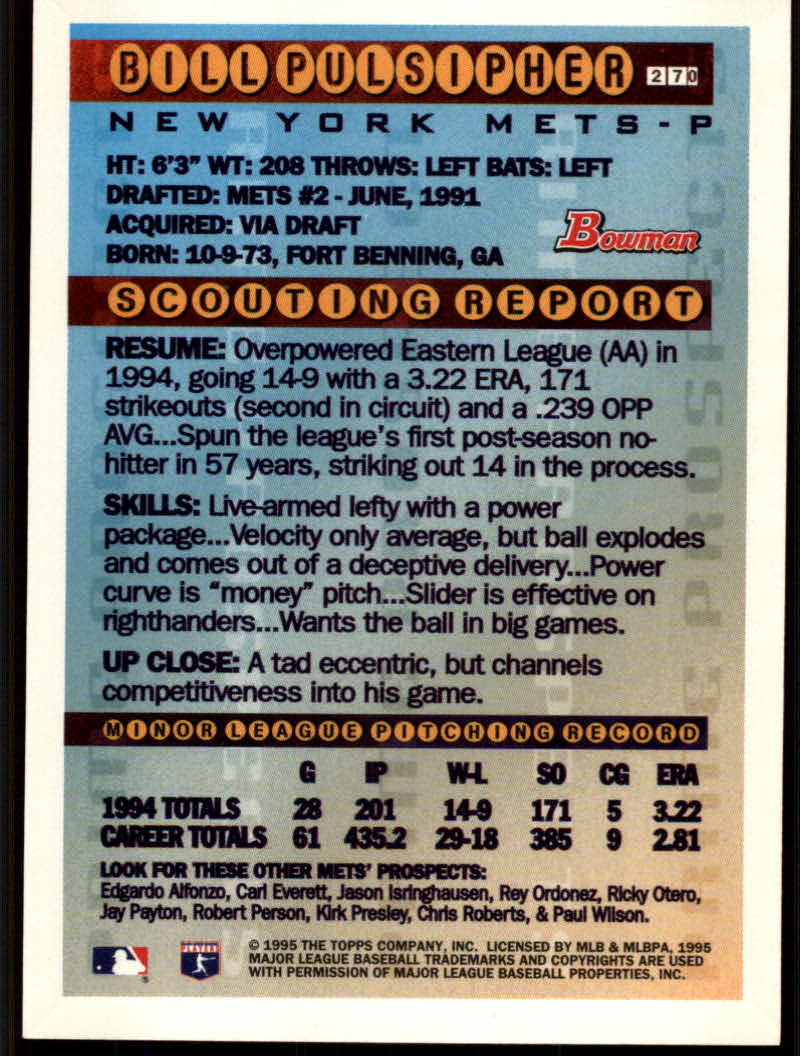 BILL PULSIPHER 270
NEW YORK METS-P
HT: 6'3" WT: 208 THROWS: LEFT BATS: LEFT
DRAFTED: METS #2 - JUNE, 1991
ACQUIRED: VIA DRAFT
BORN: 10-9-73, FORT BENNING, GA
Bowman
SCOUTING REPORT
RESUME: Overpowered Eastern League (AA) in
1994, going 14-9 with a 3.22 ERA, 171
strikeouts (second in circuit) and a .239 OPP
AVG...Spun the league's first post-season no-
hitter in 57 years, striking out 14 in the process.
SKILLS: Live-armed lefty with a power
package...Velocity only average, but ball explodes
and comes out of a deceptive delivery...Power
curve is "money" pitch...Slider is effective on
righthanders...Wants the ball in big games.
UP CLOSE: A tad eccentric, but channels
competitiveness into his game.
MINOR LEAGUE PITCHING RECORD
G IP W-L SO CG ERA
1994 TOTALS 28 201 14-9 171 5 3.22
CAREER TOTALS 61 435.2 29-18 385 9 2.81
LOOK FOR THESE OTHER METS' PROSPECTS:
Edgardo Alfonzo, Carl Everett, Jason Isringhausen, Rey Ordonez, Ricky Otero,
Jay Payton, Robert Person, Kirk Presley, Chris Roberts, & Paul Wilson.
PLAYERS
© 1995 THE TOPPS COMPANY, INC. LICENSED BY MLB & MLBPA, 1995
MAJOR LEAGUE BASEBALL TRADEMARKS AND COPYRIGHTS ARE USED
WITH PERMISSION OF MAJOR LEAGUE BASEBALL PROPERTIES, INC.